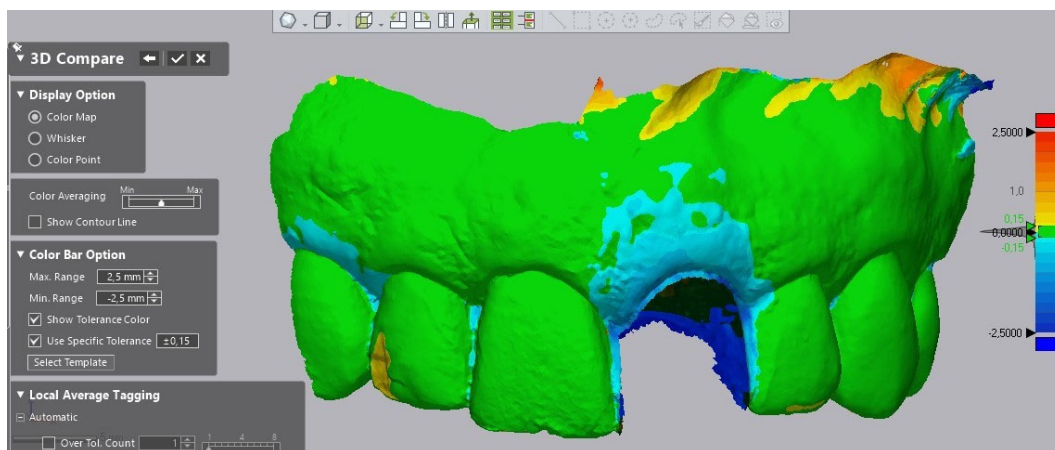 3D Compare
Display Option
Color Map
Whisker
Color Point
Color Averaging
Min
Max
Show Contour Line
Color Bar Option
Max. Range 2,5 mm
Min. Range -2,5 mm
Show Tolerance Color
Use Specific Tolerance ±0,15
Select Template
Local Average Tagging
Automatic
Over Tol. Count 1
1 4 8
2,5000
1,0
0,15
0,0000
-0,15
-2,5000